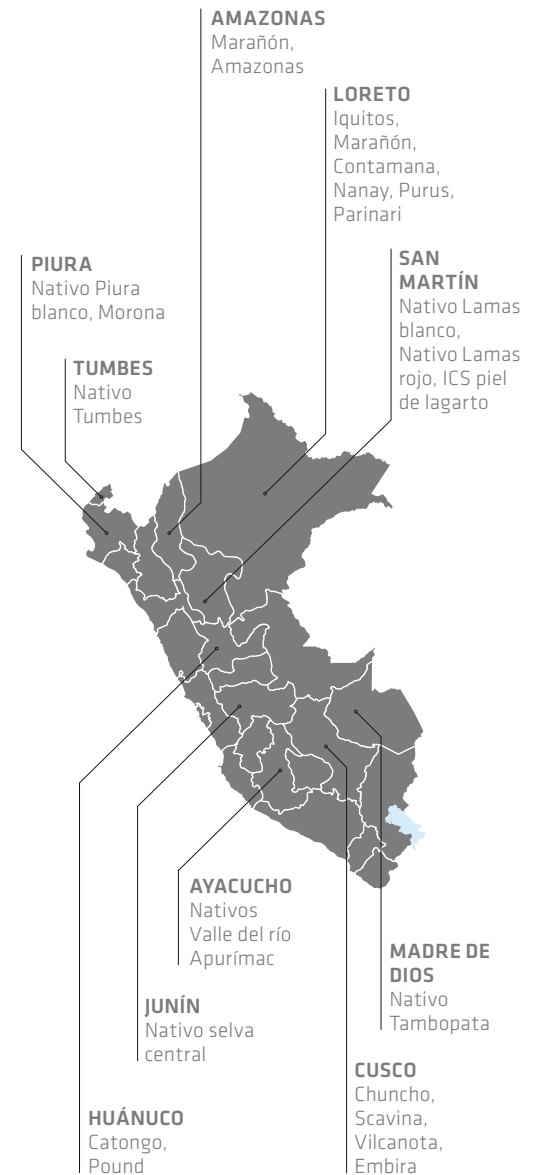 AMAZONAS
Marañón,
Amazonas
LORETO
Iquitos,
Marañón,
Contamana,
Nanay, Purus,
Parinari
SAN
MARTÍN
Nativo Lamas
blanco,
Nativo Lamas
rojo, ICS piel
de lagarto
PIURA
Nativo Piura
blanco, Morona
TUMBES
Nativo
Tumbes
AYACUCHO
Nativos
Valle del río
Apurímac
MADRE DE
DIOS
Nativo
Tambopata
JUNÍN
Nativo selva
central
CUSCO
Chuncho,
Scavina,
Vilcanota,
Embira
HUÁNUCO
Catongo,
Pound